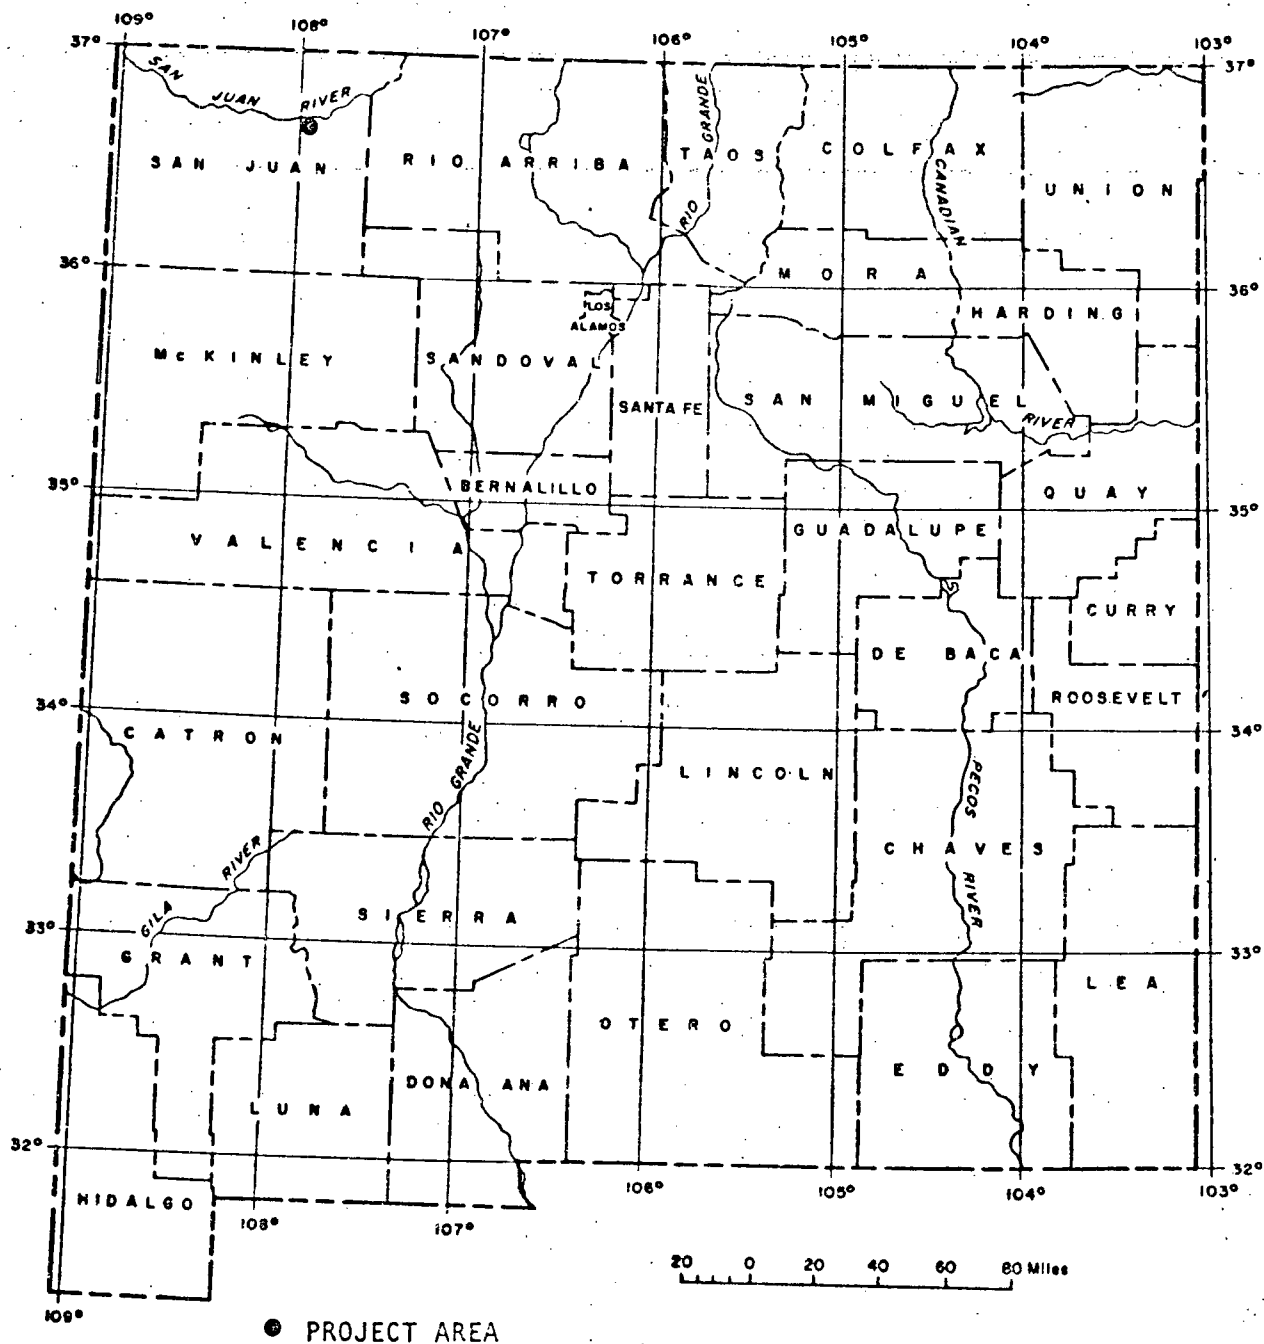 109° 108° 107° 106° 105° 104° 103°
37° 37°
SAN JUAN RIVER
RIO GRANDE
CANADIAN
SAN JUAN
RIO ARRIBA
TAOS
COLFAX
UNION
36° 36°
MORA
HARDING
LOS ALAMOS
McKINLEY
SANDOVAL
SANTA FE
SAN MIGUEL
RIVER
35° 35°
BERNALILLO
QUAY
VALENCIA
GUADALUPE
TORRANCE
CURRY
DE BACA
SOCORRO
ROOSEVELT
34° 34°
CATRON
RIO GRANDE
LINCOLN
PECOS RIVER
CHAVES
GILA RIVER
SIERRA
33° 33°
GRANT
LEA
OTERO
EDDY
DONA ANA
LUNA
32° 32°
106° 105° 104° 103°
HIDALGO
108° 107°
20 0 20 40 60 80 Miles
109°
PROJECT AREA